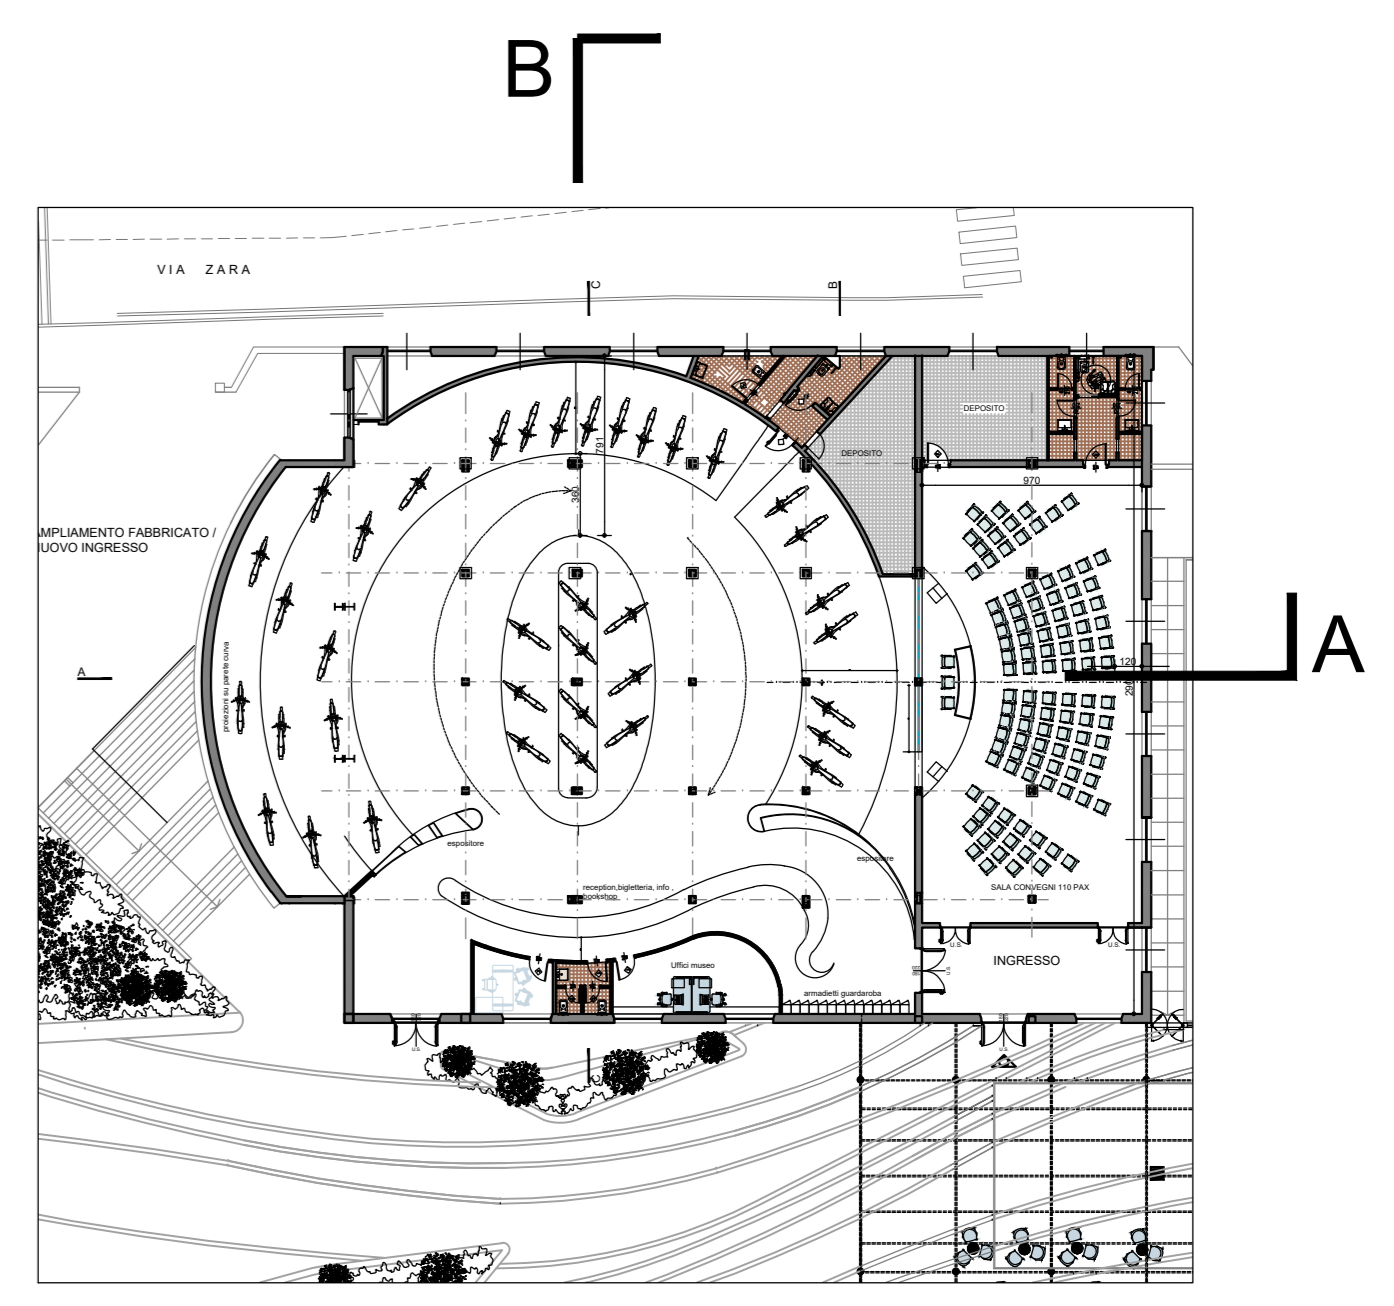 B
VIA ZARA
C
B
791
360
DEPOSITO
DEPOSITO
970
AMPLIAMENTO FABBRICATO /
NUOVO INGRESSO
proiezioni su parete curva
A
A
120
espositore
espositore
reception,biglietteria, info ,
bookshop
SALA CONVEGNI 110 PAX
U.S.
U.S.
INGRESSO
Uffici museo
armadietti guardaroba
U.S.
U.S.
U.S.